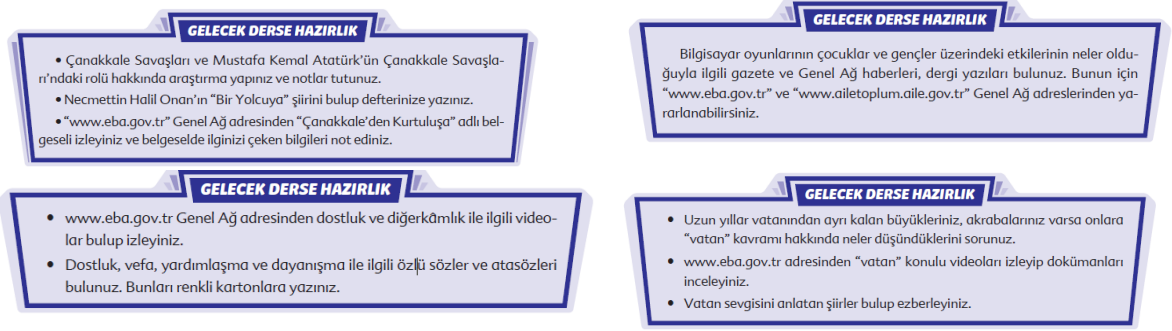 GELECEK DERSE HAZIRLIK
• Çanakkale Savaşları ve Mustafa Kemal Atatürk'ün Çanakkale Savaşla-
rı'ndaki rolü hakkında araştırma yapınız ve notlar tutunuz.
• Necmettin Halil Onan'ın "Bir Yolcuya" şiirini bulup defterinize yazınız.
• "www.eba.gov.tr" Genel Ağ adresinden "Çanakkale'den Kurtuluşa" adlı bel-
geseli izleyiniz ve belgeselde ilginizi çeken bilgileri not ediniz.
GELECEK DERSE HAZIRLIK
• www.eba.gov.tr Genel Ağ adresinden dostluk ve diğerkâmlık ile ilgili video-
lar bulup izleyiniz.
• Dostluk, vefa, yardımlaşma ve dayanışma ile ilgili özlü sözler ve atasözleri
bulunuz. Bunları renkli kartonlara yazınız.
GELECEK DERSE HAZIRLIK
Bilgisayar oyunlarının çocuklar ve gençler üzerindeki etkilerinin neler oldu-
ğuyla ilgili gazete ve Genel Ağ haberleri, dergi yazıları bulunuz. Bunun için
"www.eba.gov.tr" ve "www.ailetoplum.aile.gov.tr" Genel Ağ adreslerinden ya-
rarlanabilirsiniz.
GELECEK DERSE HAZIRLIK
• Uzun yıllar vatanından ayrı kalan büyükleriniz, akrabalarınız varsa onlara
"vatan" kavramı hakkında neler düşündüklerini sorunuz.
• www.eba.gov.tr adresinden "vatan" konulu videoları izleyip dokümanları
inceleyiniz.
• Vatan sevgisini anlatan şiirler bulup ezberleyiniz.